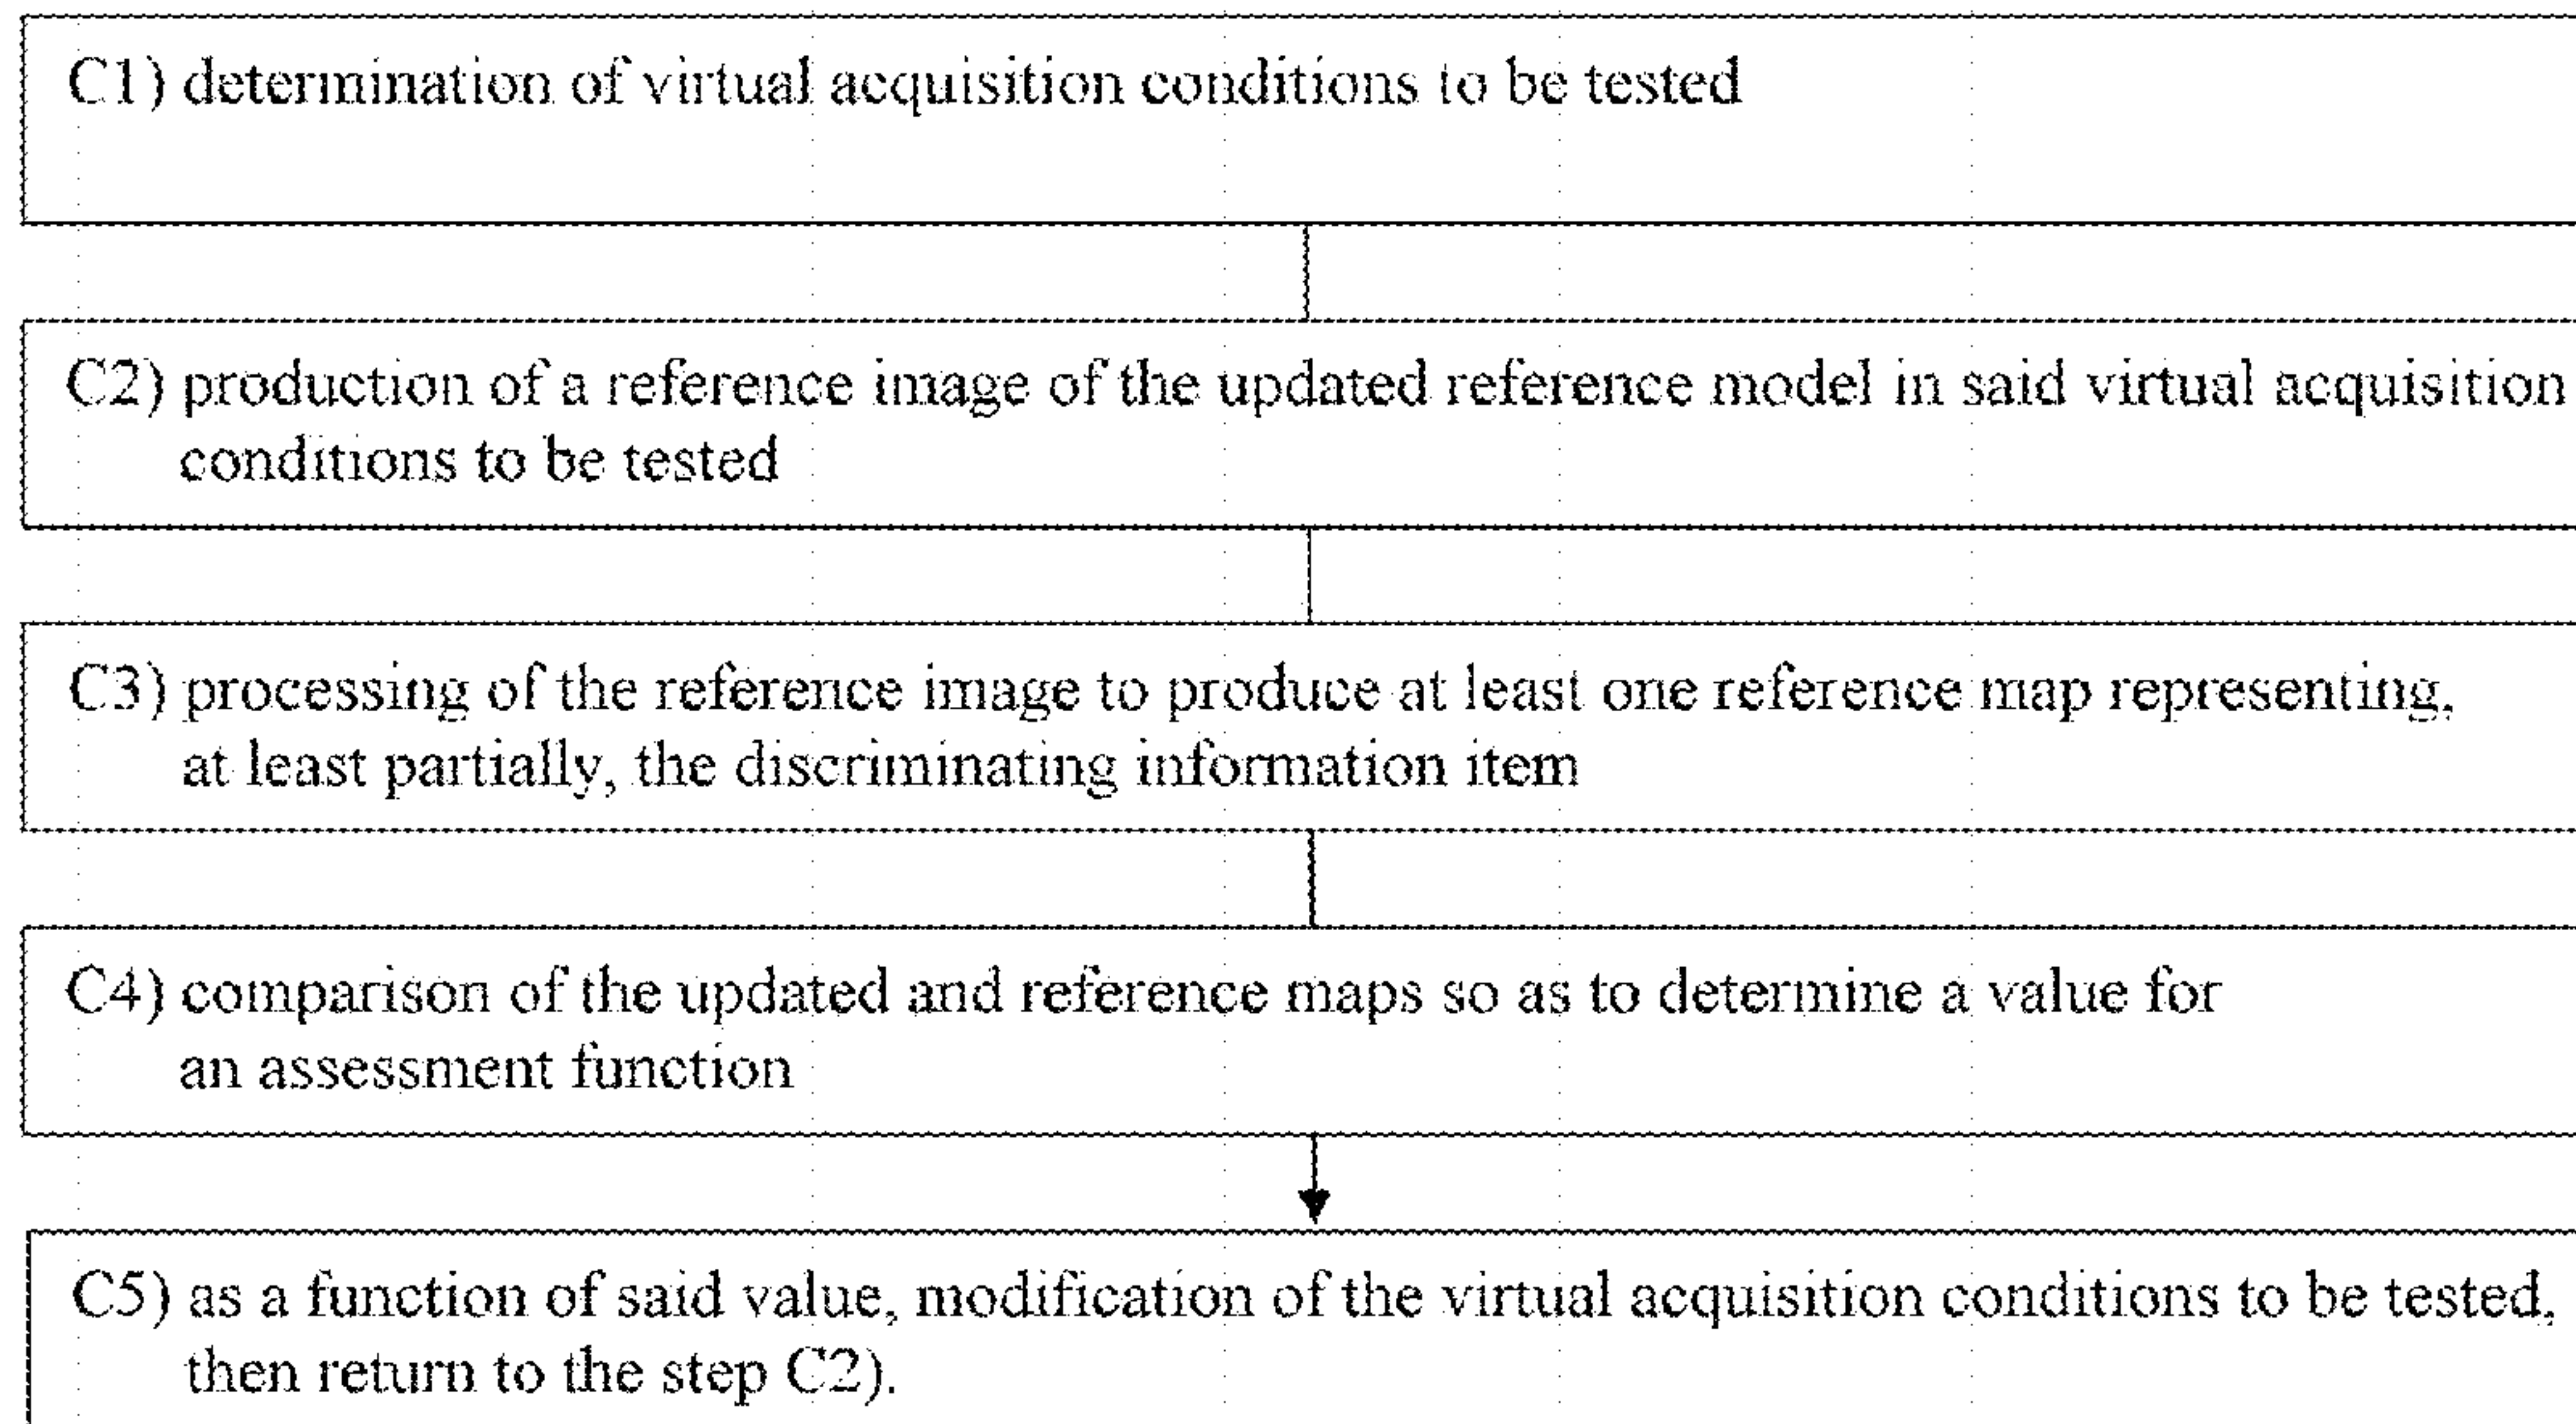 C1) determination of virtual acquisition conditions to be tested
C2) production of a reference image of the updated reference model in said virtual acquisition
conditions to be tested
C3) processing of the reference image to produce at least one reference map representing,
at least partially, the discriminating information item
C4) comparison of the updated and reference maps so as to determine a value for
an assessment function
C5) as a function of said value, modification of the virtual acquisition conditions to be tested,
then return to the step C2).